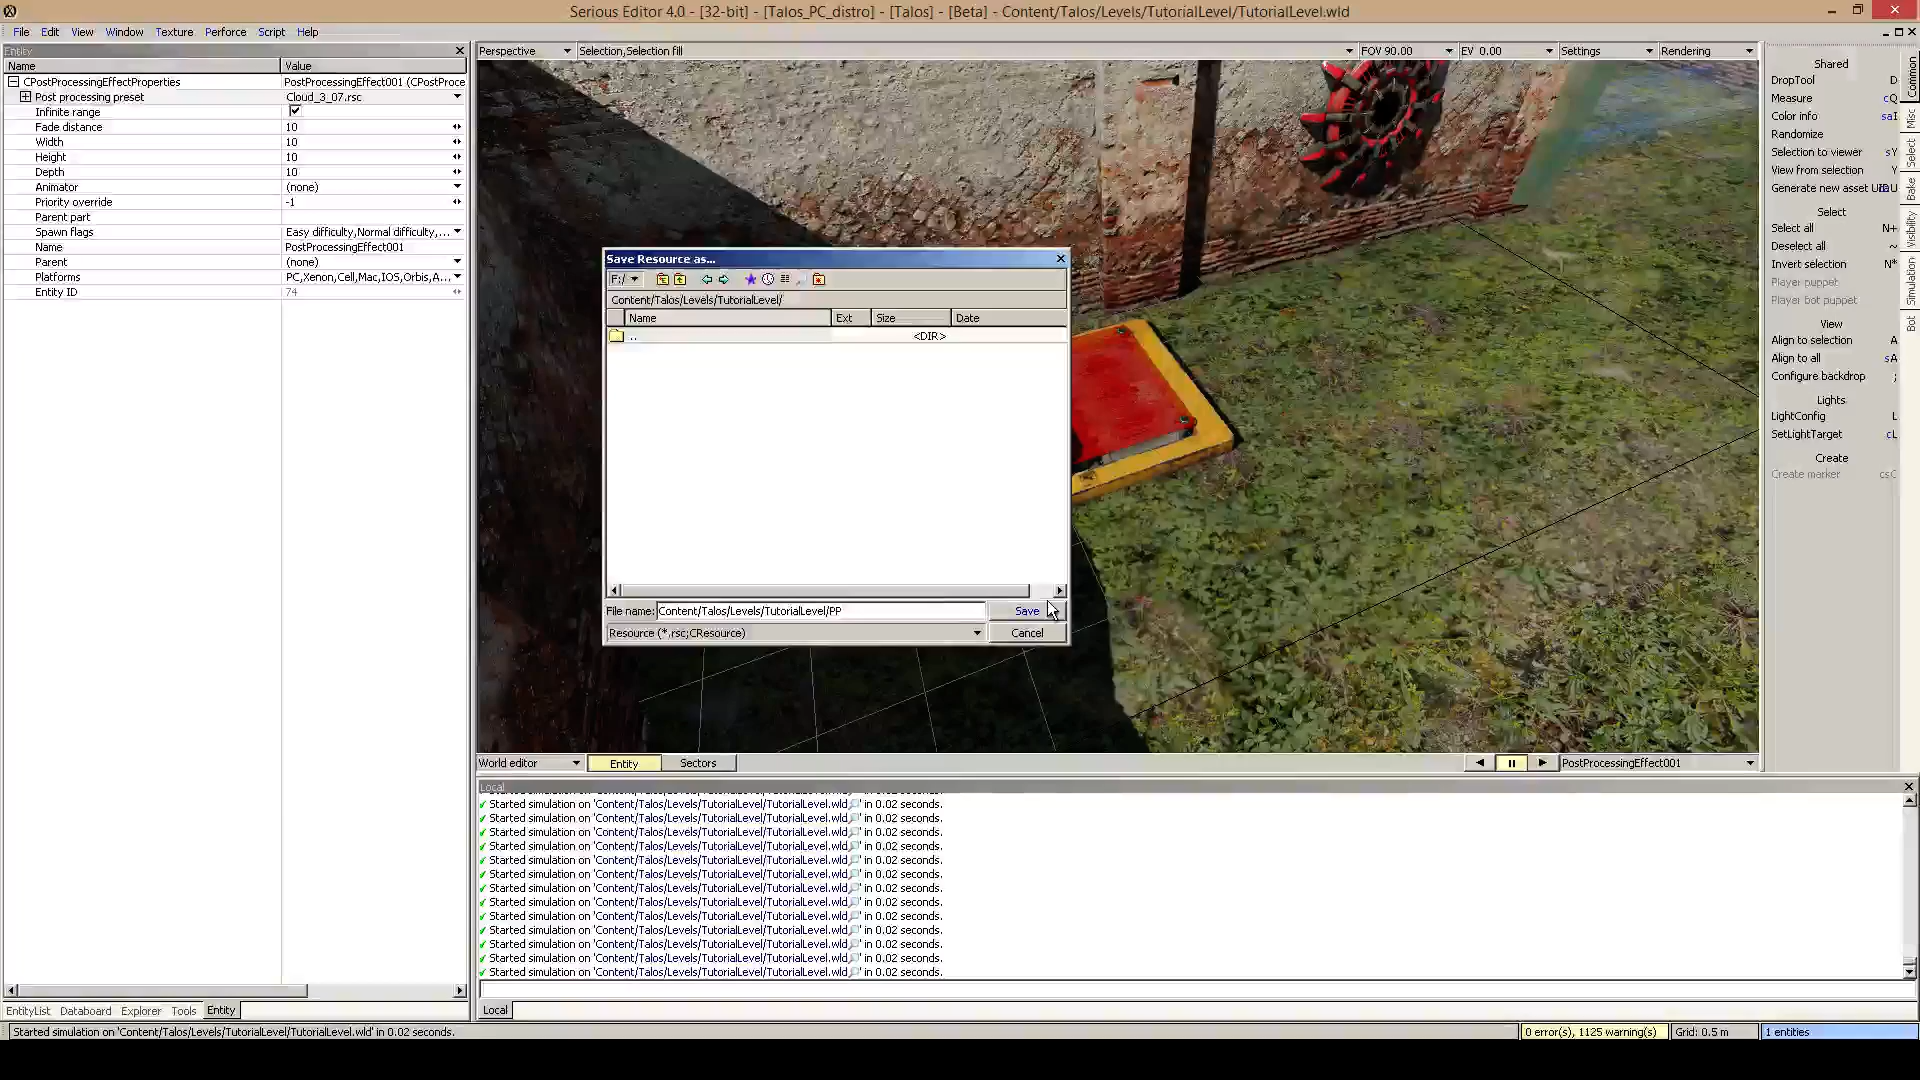 Serious Editor 4.0 - [32-bit] - [Talos_PC_distro] - [Talos] - [Beta] - Content/Talos/Levels/TutorialLevel/TutorialLevel.wld
File Edit View Window Texture Perforce Script Help
Entity
Name Value
CPostProcessingEffectProperties PostProcessingEffect001 (CPostProce
Post processing preset Cloud_3_07.rsc
Infinite range
Fade distance 10
Width 10
Height 10
Depth 10
Animator (none)
Priority override -1
Parent part
Spawn flags Easy difficulty,Normal difficulty,...
Name PostProcessingEffect001
Parent (none)
Platforms PC,Xenon,Cell,Mac,IOS,Orbis,A...
Entity ID 74
EntityList Databoard Explorer Tools Entity
Perspective Selection,Selection fill FOV 90.00 EV 0.00 Settings Rendering
Save Resource as...
F:/
Content/Talos/Levels/TutorialLevel/
Name Ext Size Date
.. <DIR>
File name: Content/Talos/Levels/TutorialLevel/PP Save
Resource (*.rsc;CResource) Cancel
World editor Entity Sectors PostProcessingEffect001
Shared
DropTool D
Measure cQ
Color info saI
Randomize
Selection to viewer sY
View from selection Y
Generate new asset
Select
Select all N+
Deselect all ~
Invert selection N*
Player puppet
Player bot puppet
View
Align to selection A
Align to all sA
Configure backdrop ;
Lights
LightConfig L
SetLightTarget cL
Create
Create marker csC
Common
Misc
Select
Bake
Visibility
Simulation
Bot
Local
Started simulation on 'Content/Talos/Levels/TutorialLevel/TutorialLevel.wld' in 0.02 seconds.
Started simulation on 'Content/Talos/Levels/TutorialLevel/TutorialLevel.wld' in 0.02 seconds.
Started simulation on 'Content/Talos/Levels/TutorialLevel/TutorialLevel.wld' in 0.02 seconds.
Started simulation on 'Content/Talos/Levels/TutorialLevel/TutorialLevel.wld' in 0.02 seconds.
Started simulation on 'Content/Talos/Levels/TutorialLevel/TutorialLevel.wld' in 0.02 seconds.
Started simulation on 'Content/Talos/Levels/TutorialLevel/TutorialLevel.wld' in 0.02 seconds.
Started simulation on 'Content/Talos/Levels/TutorialLevel/TutorialLevel.wld' in 0.02 seconds.
Started simulation on 'Content/Talos/Levels/TutorialLevel/TutorialLevel.wld' in 0.02 seconds.
Started simulation on 'Content/Talos/Levels/TutorialLevel/TutorialLevel.wld' in 0.02 seconds.
Started simulation on 'Content/Talos/Levels/TutorialLevel/TutorialLevel.wld' in 0.02 seconds.
Started simulation on 'Content/Talos/Levels/TutorialLevel/TutorialLevel.wld' in 0.02 seconds.
Started simulation on 'Content/Talos/Levels/TutorialLevel/TutorialLevel.wld' in 0.02 seconds.
Started simulation on 'Content/Talos/Levels/TutorialLevel/TutorialLevel.wld' in 0.02 seconds.
Local
Started simulation on 'Content/Talos/Levels/TutorialLevel/TutorialLevel.wld' in 0.02 seconds. 0 error(s), 1125 warning(s) Grid: 0.5 m 1 entities